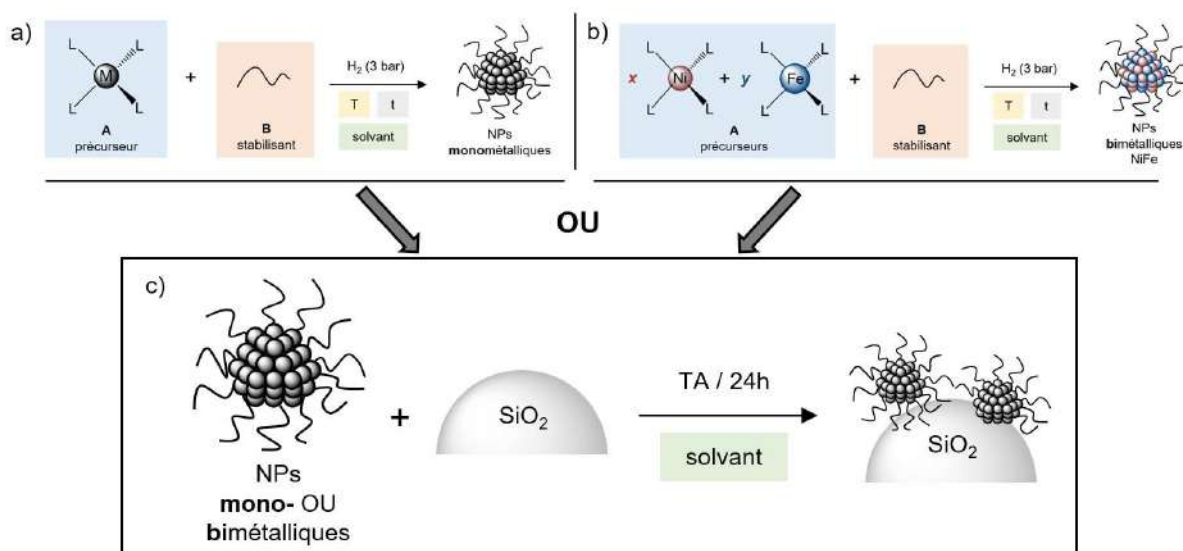 a)
L
L
M
L
L
A
précurseur
+
B
stabilisant
H₂ (3 bar)
T
t
solvant
NPs
monométalliques
b)
x
L
L
Ni
L
L
+
y
L
L
Fe
L
L
A
précurseurs
+
B
stabilisant
H₂ (3 bar)
T
t
solvant
NPs
bimétalliques
NiFe
OU
c)
NPs
mono- OU
bimétalliques
+
SiO₂
TA / 24h
solvant
SiO₂